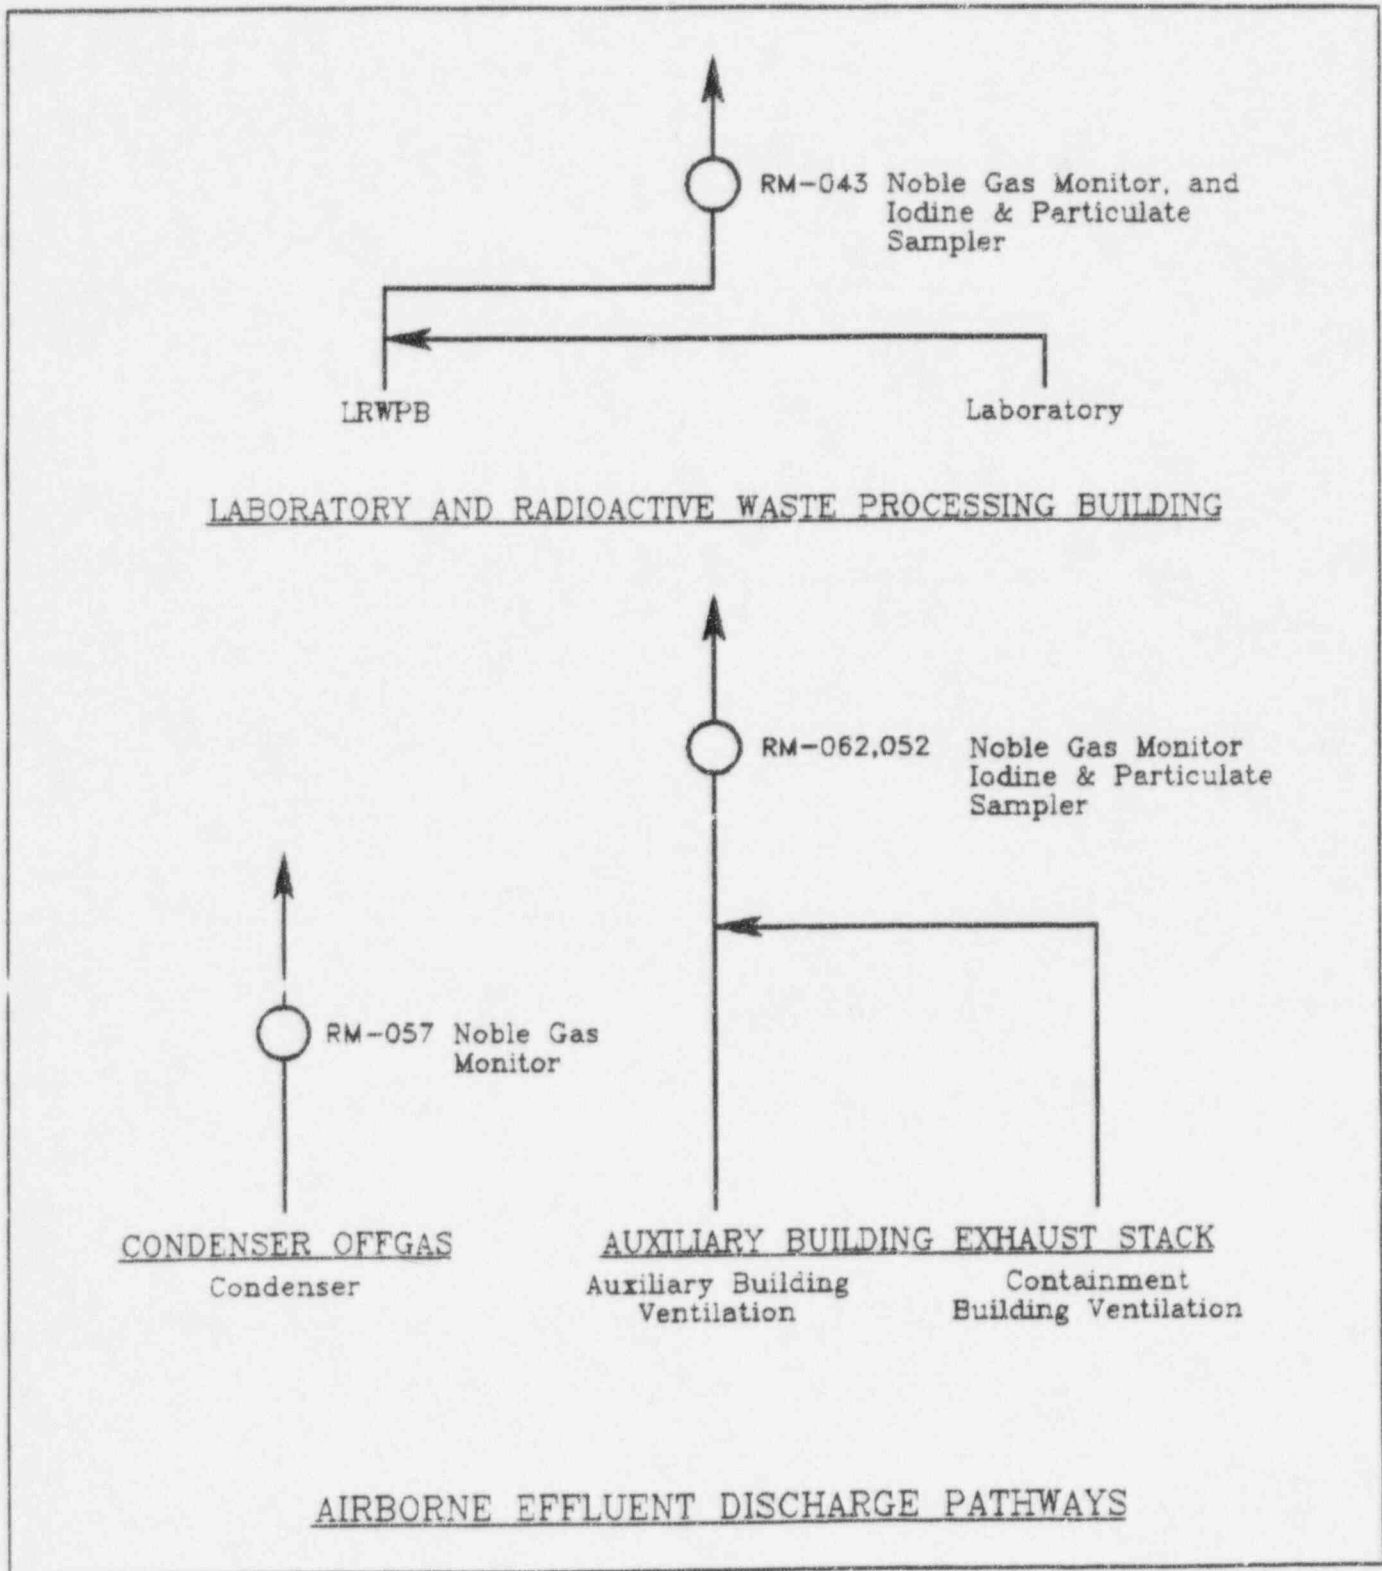 RM-043 Noble Gas Monitor, and
Iodine & Particulate
Sampler
LRWPB
Laboratory
LABORATORY AND RADIOACTIVE WASTE PROCESSING BUILDING
RM-062,052 Noble Gas Monitor
Iodine & Particulate
Sampler
RM-057 Noble Gas
Monitor
CONDENSER OFFGAS
Condenser
AUXILIARY BUILDING EXHAUST STACK
Auxiliary Building
Ventilation
Containment
Building Ventilation
AIRBORNE EFFLUENT DISCHARGE PATHWAYS